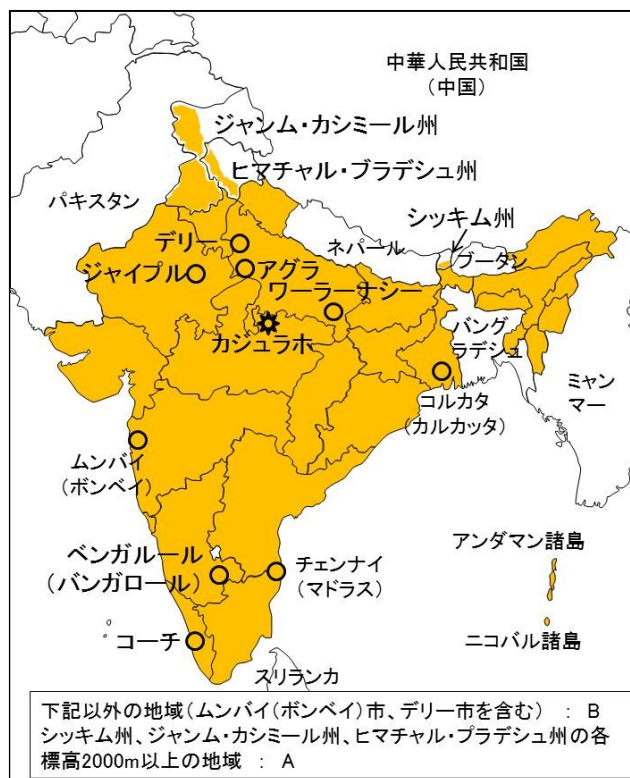 中華人民共和国
(中国)
ジャンム・カシミール州
ヒマチャル・ブラデシュ州
パキスタン
シッキム州
デリー
ネパール
ブータン
ジャイプル
アグラ
ワーラーナシー
カジュラホ
バング
ラデシュ
コルカタ
(カルカッタ)
ミャン
マー
ムンバイ
(ボンベイ)
アンダマン諸島
ベンガルール
(バンガロール)
チェンナイ
(マドラス)
コーチ
ニコバル諸島
スリランカ
下記以外の地域(ムンバイ(ボンベイ)市、デリー市を含む) : B
シッキム州、ジャンム・カシミール州、ヒマチャル・プラデシュ州の各
標高2000m以上の地域 : A